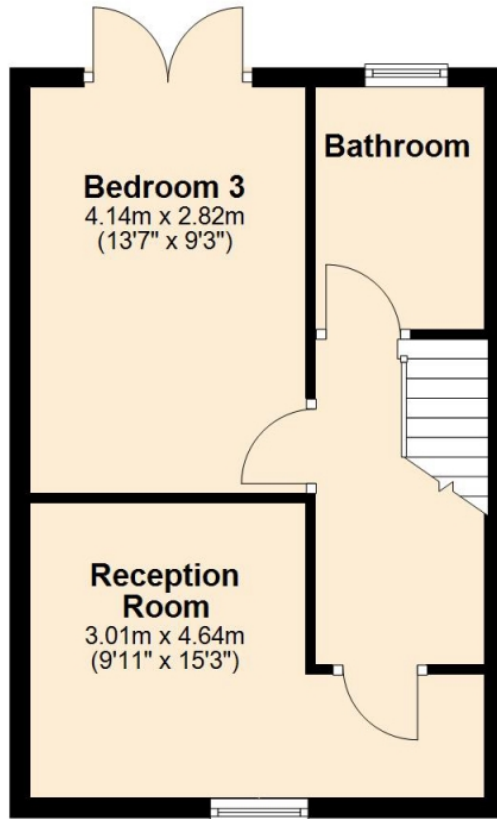 Bedroom 3
4.14m x 2.82m
(13'7" x 9'3")
Bathroom
Reception
Room
3.01m x 4.64m
(9'11" x 15'3")